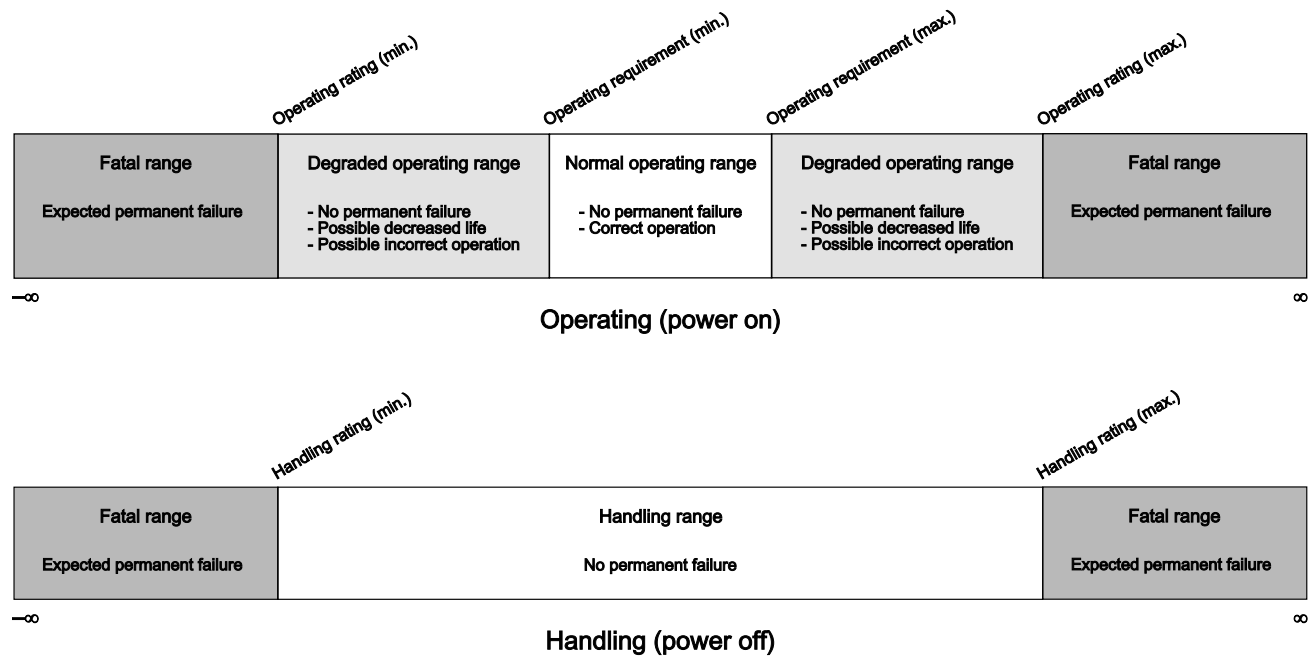 Operating rating (min.)
Operating requirement (min.)
Operating requirement (max.)
Operating rating (max.)
Fatal range
Expected permanent failure
Degraded operating range
- No permanent failure
- Possible decreased life
- Possible incorrect operation
Normal operating range
- No permanent failure
- Correct operation
Degraded operating range
- No permanent failure
- Possible decreased life
- Possible incorrect operation
Fatal range
Expected permanent failure
–∞
∞
Operating (power on)
Handling rating (min.)
Handling rating (max.)
Fatal range
Expected permanent failure
Handling range
No permanent failure
Fatal range
Expected permanent failure
–∞
∞
Handling (power off)